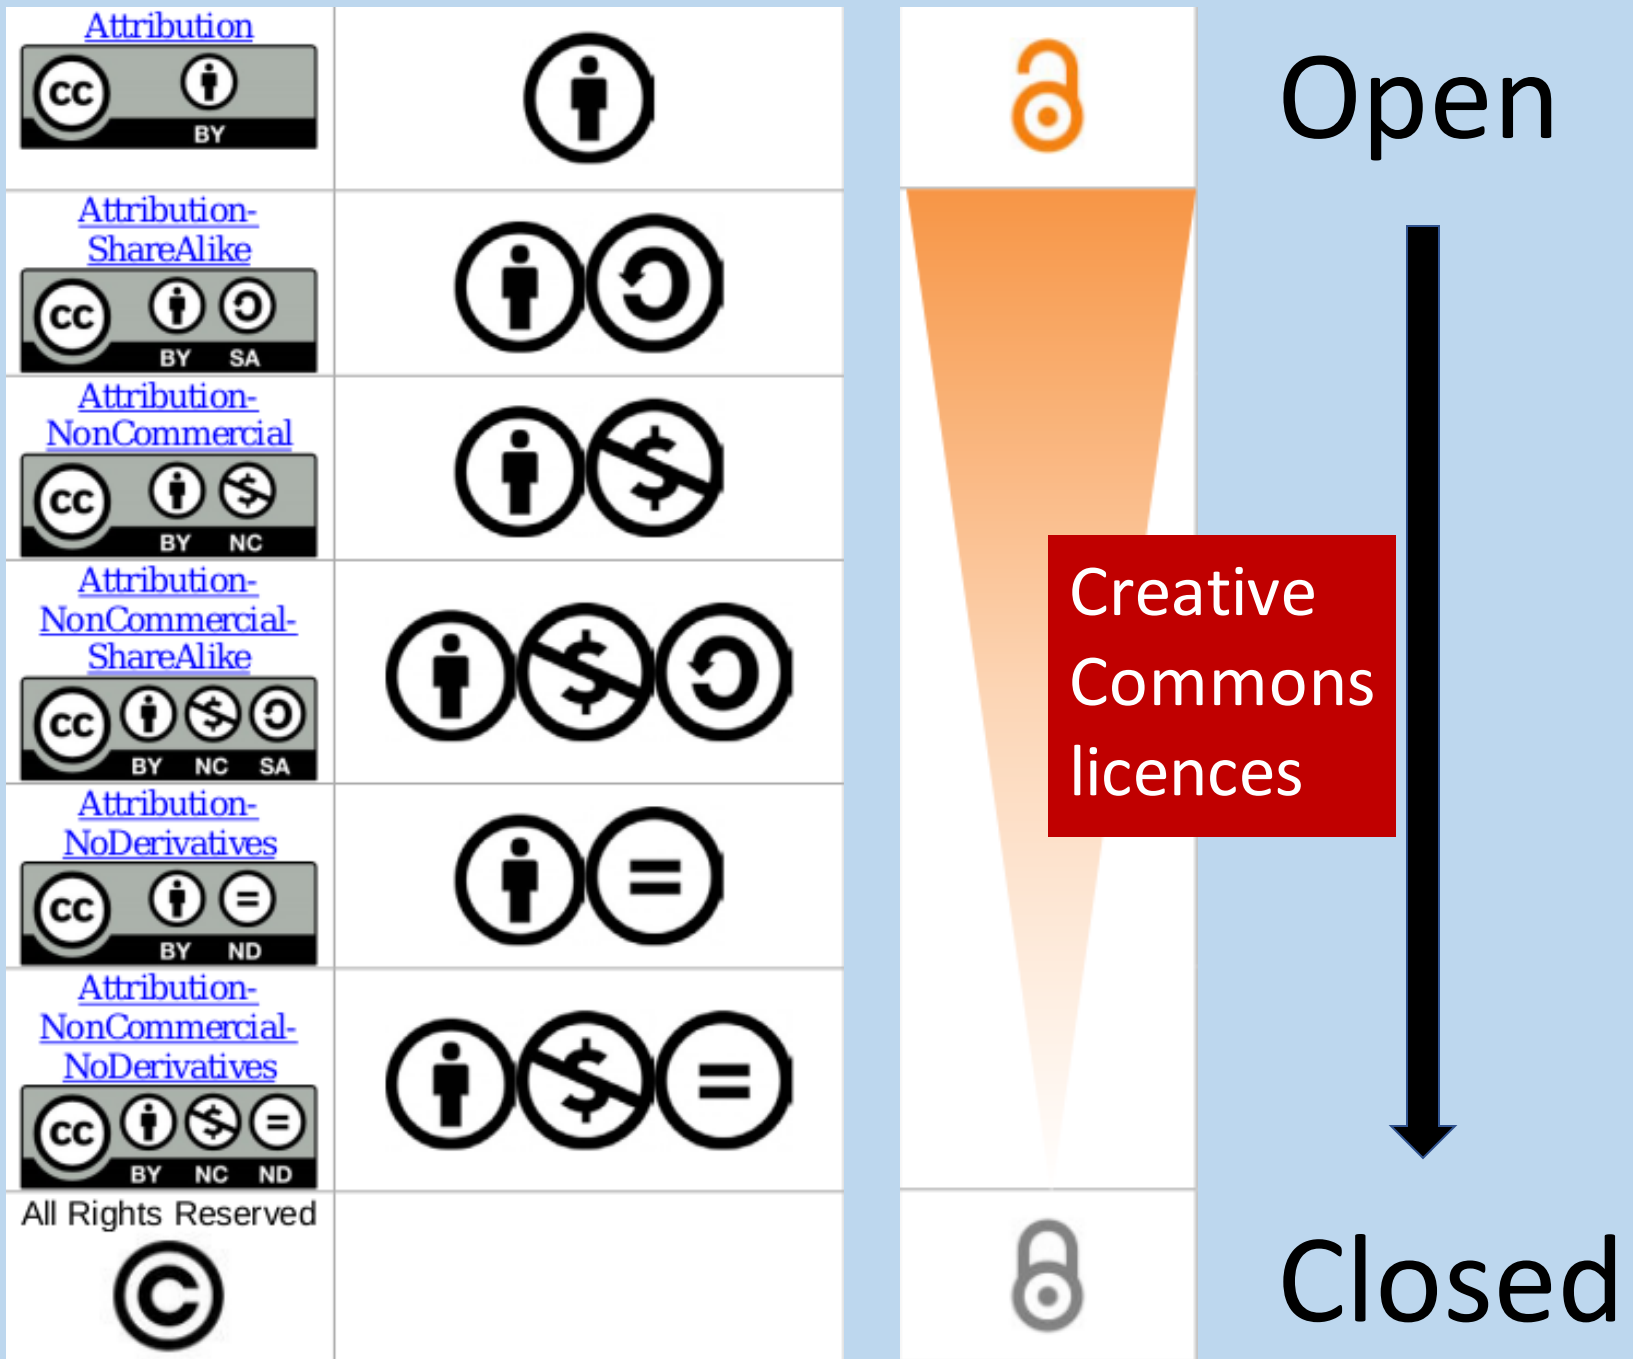 Attribution
cc
BY
Attribution-
ShareAlike
cc
BY SA
Attribution-
NonCommercial
cc $
BY NC
$
Attribution-
NonCommercial-
ShareAlike
cc $
BY NC SA
$
Attribution-
NoDerivatives
cc =
BY ND
=
Attribution-
NonCommercial-
NoDerivatives
cc $ =
BY NC ND
$ =
All Rights Reserved
©
Open
Creative
Commons
licences
Closed